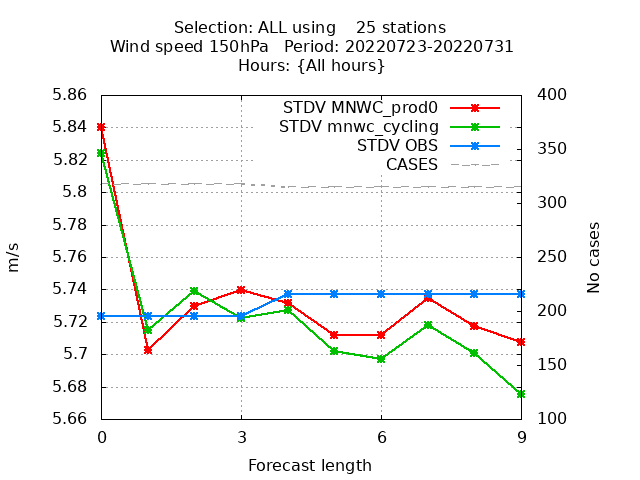 Selection: ALL using 25 stations
Wind speed 150hPa Period: 20220723-20220731
Hours: {All hours}
STDV MNWC_prod0
STDV mnwc_cycling
STDV OBS
CASES
5.86
5.84
5.82
5.8
5.78
5.76
5.74
5.72
5.7
5.68
5.66
m/s
400
350
300
250
200
150
100
No cases
0 3 6 9
Forecast length